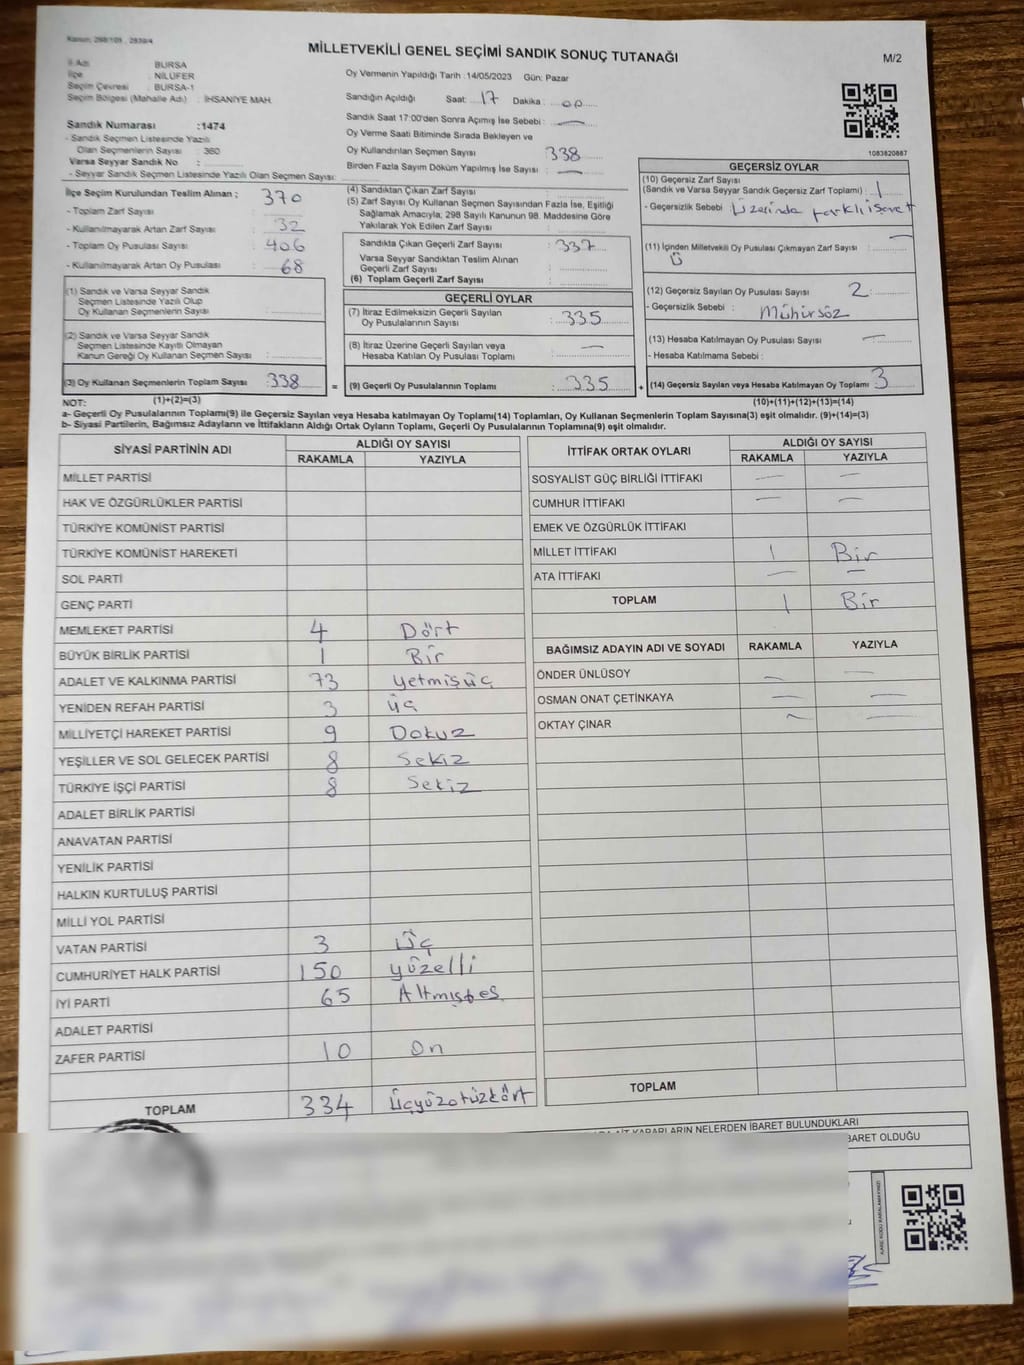 Kanun, 298/105 , 2839/4
MİLLETVEKİLİ GENEL SEÇİMİ SANDIK SONUÇ TUTANAĞI
M/2
İl Adı : BURSA
İlçe : NİLÜFER
Seçim Çevresi : BURSA-1
Seçim Bölgesi (Mahalle Adı) : İHSANİYE MAH.
Sandık Numarası :1474
- Sandık Seçmen Listesinde Yazılı
Olan Seçmenlerin Sayısı : 360
Varsa Seyyar Sandık No :
- Seyyar Sandık Seçmen Listesinde Yazılı Olan Seçmen Sayısı:
Oy Vermenin Yapıldığı Tarih :14/05/2023 Gün: Pazar
Sandığın Açıldığı Saat: 17 Dakika : 00
Sandık Saat 17:00'den Sonra Açımış İse Sebebi : —
Oy Verme Saati Bitiminde Sırada Bekleyen ve
Oy Kullandırılan Seçmen Sayısı : 338
Birden Fazla Sayım Döküm Yapılmış İse Sayısı : —
1083820887
İlçe Seçim Kurulundan Teslim Alınan ; 370
- Toplam Zarf Sayısı :
- Kullanılmayarak Artan Zarf Sayısı : 32
- Toplam Oy Pusulası Sayısı : 406
- Kullanılmayarak Artan Oy Pusulası : 68
(1) Sandık ve Varsa Seyyar Sandık
Seçmen Listesinde Yazılı Olup
Oy Kullanan Seçmenlerin Sayısı :
(2) Sandık ve Varsa Seyyar Sandık
Seçmen Listesinde Kayıtlı Olmayan
Kanun Gereği Oy Kullanan Seçmen Sayısı :
(3) Oy Kullanan Seçmenlerin Toplam Sayısı :338
(4) Sandıktan Çıkan Zarf Sayısı :
(5) Zarf Sayısı Oy Kullanan Seçmen Sayısından Fazla İse, Eşitliği
Sağlamak Amacıyla; 298 Sayılı Kanunun 98. Maddesine Göre
Yakılarak Yok Edilen Zarf Sayısı :
Sandıkta Çıkan Geçerli Zarf Sayısı : 337
Varsa Seyyar Sandıktan Teslim Alınan
Geçerli Zarf Sayısı :
(6) Toplam Geçerli Zarf Sayısı :
GEÇERLİ OYLAR
(7) İtiraz Edilmeksizin Geçerli Sayılan
Oy Pusulalarının Sayısı : 335
(8) İtiraz Üzerine Geçerli Sayılan veya
Hesaba Katılan Oy Pusulası Toplamı : —
= (9) Geçerli Oy Pusulalarının Toplamı : 335
GEÇERSİZ OYLAR
(10) Geçersiz Zarf Sayısı
(Sandık ve Varsa Seyyar Sandık Geçersiz Zarf Toplamı) : 1
- Geçersizlik Sebebi : Üzerinde farklı işaret
(11) İçinden Milletvekili Oy Pusulası Çıkmayan Zarf Sayısı : —
(12) Geçersiz Sayılan Oy Pusulası Sayısı : 2
- Geçersizlik Sebebi : Mühürsöz
(13) Hesaba Katılmayan Oy Pusulası Sayısı : —
- Hesaba Katılmama Sebebi :
+ (14) Geçersiz Sayılan veya Hesaba Katılmayan Oy Toplamı : 3
NOT: (1)+(2)=(3)
(10)+(11)+(12)+(13)=(14)
a- Geçerli Oy Pusulalarının Toplamı(9) ile Geçersiz Sayılan veya Hesaba katılmayan Oy Toplamı(14) Toplamları, Oy Kullanan Seçmenlerin Toplam Sayısına(3) eşit olmalıdır. (9)+(14)=(3)
b- Siyasi Partilerin, Bağımsız Adayların ve İttifakların Aldığı Ortak Oyların Toplamı, Geçerli Oy Pusulalarının Toplamına(9) eşit olmalıdır.
SİYASİ PARTİNİN ADI ALDIĞI OY SAYISI
RAKAMLA YAZIYLA
MİLLET PARTİSİ
HAK VE ÖZGÜRLÜKLER PARTİSİ
TÜRKİYE KOMÜNİST PARTİSİ
TÜRKİYE KOMÜNİST HAREKETİ
SOL PARTİ
GENÇ PARTİ
MEMLEKET PARTİSİ 4 Dört
BÜYÜK BİRLİK PARTİSİ 1 Bir
ADALET VE KALKINMA PARTİSİ 73 yetmişüç
YENİDEN REFAH PARTİSİ 3 üç
MİLLİYETÇİ HAREKET PARTİSİ 9 Dokuz
YEŞİLLER VE SOL GELECEK PARTİSİ 8 Sekiz
TÜRKİYE İŞÇİ PARTİSİ 8 Sekiz
ADALET BİRLİK PARTİSİ
ANAVATAN PARTİSİ
YENİLİK PARTİSİ
HALKIN KURTULUŞ PARTİSİ
MİLLİ YOL PARTİSİ
VATAN PARTİSİ 3 Üç
CUMHURİYET HALK PARTİSİ 150 yüzelli
İYİ PARTİ 65 Altmışbeş
ADALET PARTİSİ
ZAFER PARTİSİ 10 On
TOPLAM 334 Üçyüzotuzdört
İTTİFAK ORTAK OYLARI ALDIĞI OY SAYISI
RAKAMLA YAZIYLA
SOSYALİST GÜÇ BİRLİĞİ İTTİFAKI — —
CUMHUR İTTİFAKI — —
EMEK VE ÖZGÜRLÜK İTTİFAKI
MİLLET İTTİFAKI 1 Bir
ATA İTTİFAKI — —
TOPLAM 1 Bir
BAĞIMSIZ ADAYIN ADI VE SOYADI RAKAMLA YAZIYLA
ÖNDER ÜNLÜSOY — —
OSMAN ONAT ÇETİNKAYA — —
OKTAY ÇINAR — —
TOPLAM
KARARLARIN NELERDEN İBARET BULUNDUKLARI
BARET OLDUĞU